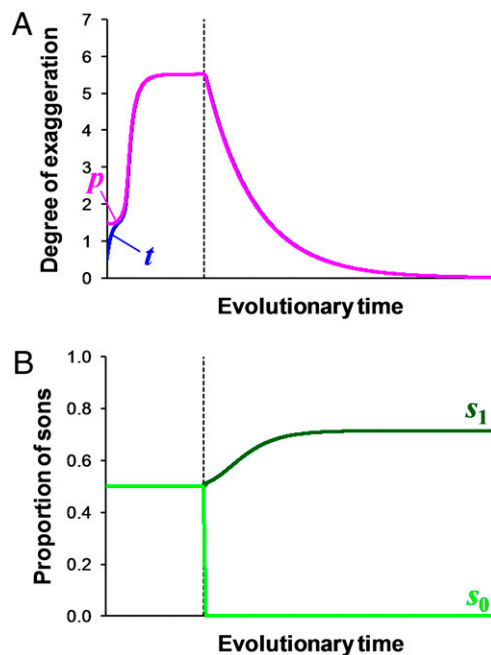 A
7
6
5
4
3
2
1
0
Degree of exaggeration
p
t
Evolutionary time
B
1.0
0.8
0.6
0.4
0.2
0.0
Proportion of sons
s1
s0
Evolutionary time